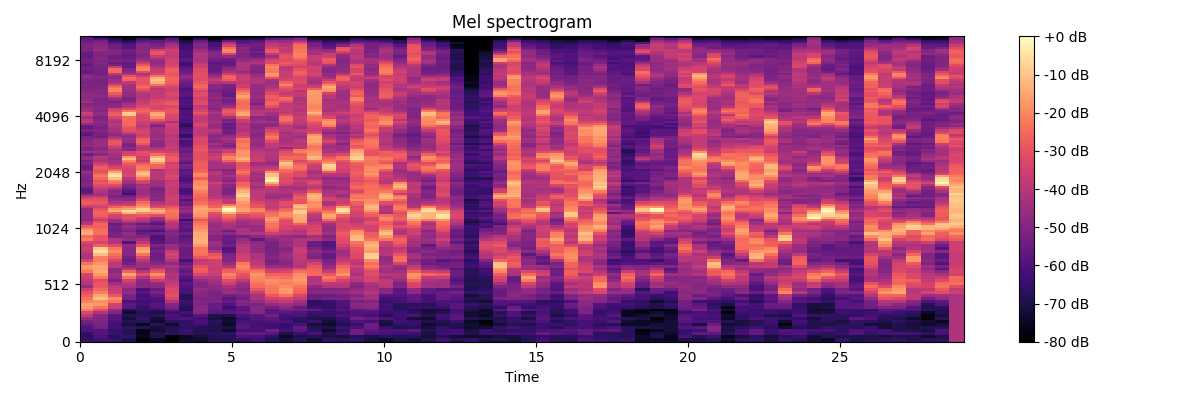 Mel spectrogram
Hz
8192
4096
2048
1024
512
0
0 5 10 15 20 25
Time
+0 dB
-10 dB
-20 dB
-30 dB
-40 dB
-50 dB
-60 dB
-70 dB
-80 dB